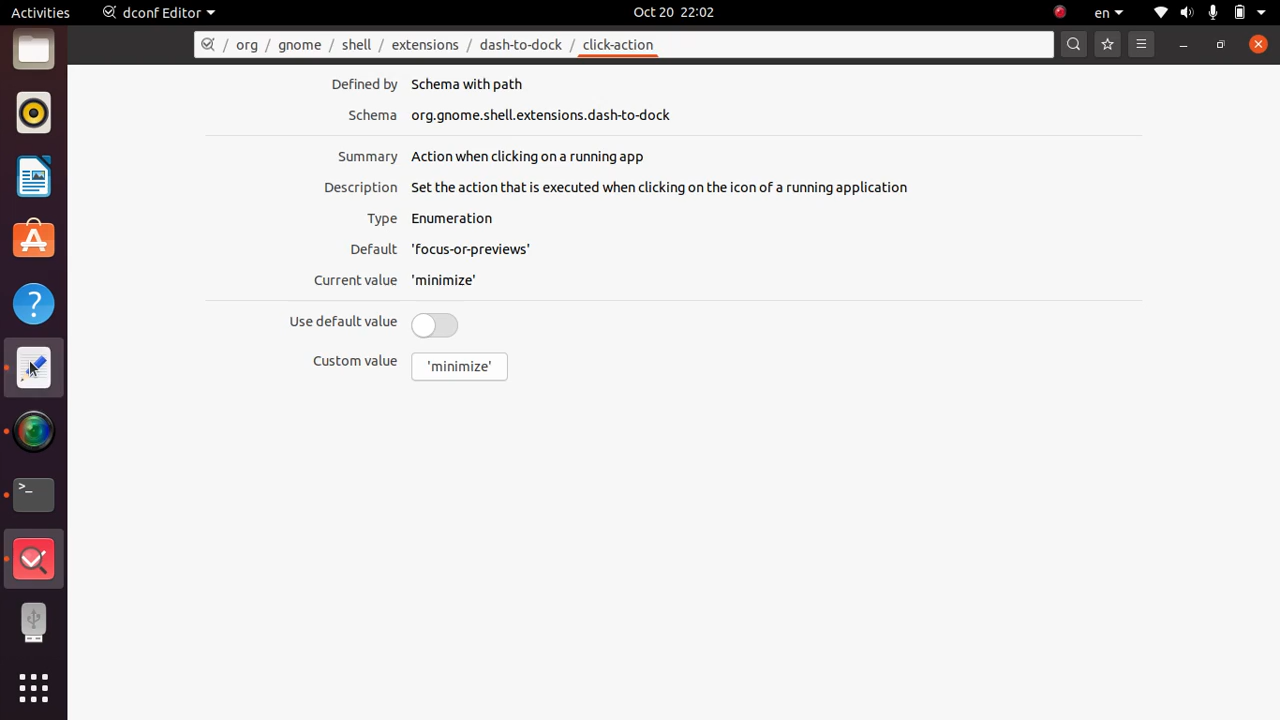 Activities dconf Editor Oct 20 22:02 en
/ org / gnome / shell / extensions / dash-to-dock / click-action
Defined by Schema with path
Schema org.gnome.shell.extensions.dash-to-dock
Summary Action when clicking on a running app
Description Set the action that is executed when clicking on the icon of a running application
Type Enumeration
Default 'focus-or-previews'
Current value 'minimize'
Use default value
Custom value 'minimize'
?
>_